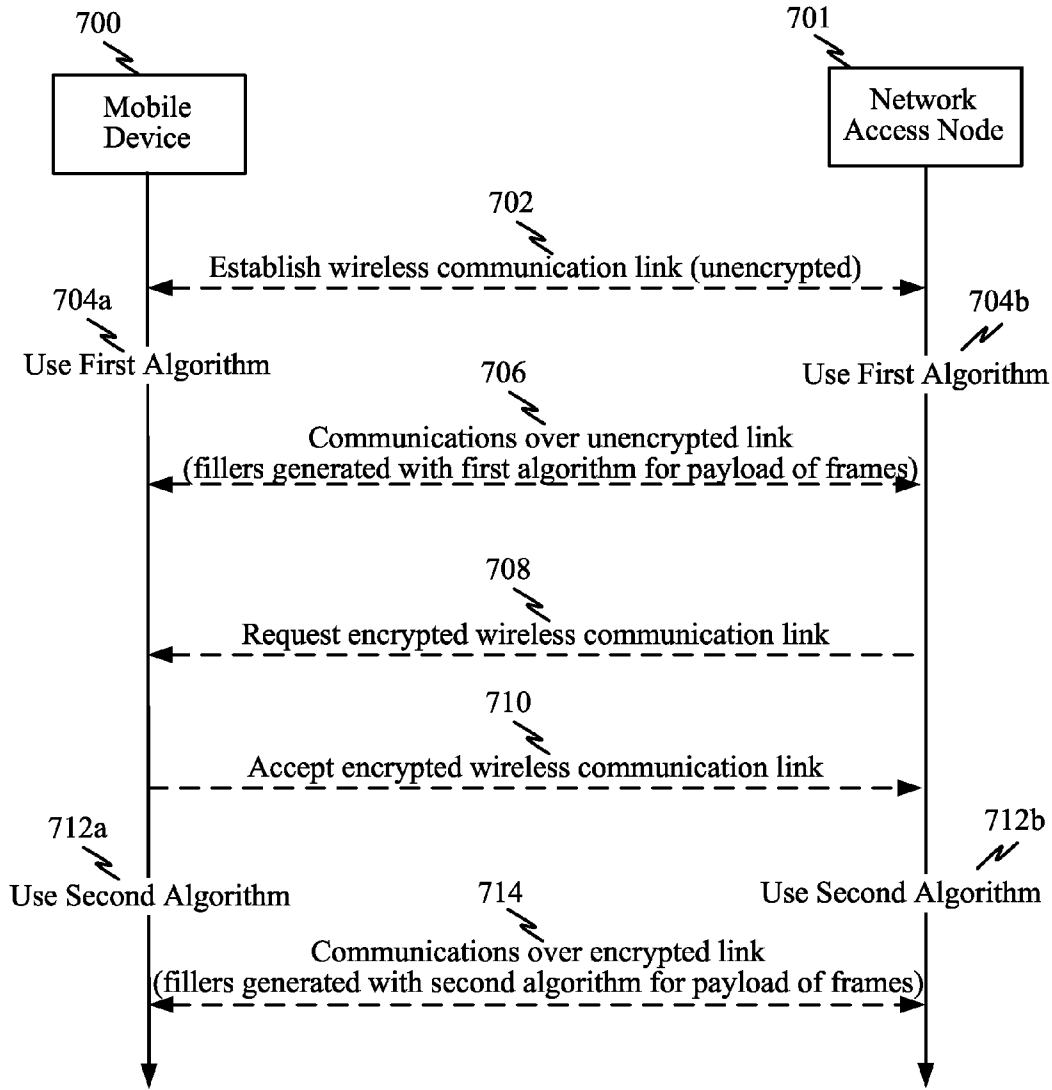 700
701
Mobile
Device
Network
Access Node
702
Establish wireless communication link (unencrypted)
704a
704b
Use First Algorithm
Use First Algorithm
706
Communications over unencrypted link
(fillers generated with first algorithm for payload of frames)
708
Request encrypted wireless communication link
710
Accept encrypted wireless communication link
712a
712b
Use Second Algorithm
Use Second Algorithm
714
Communications over encrypted link
(fillers generated with second algorithm for payload of frames)